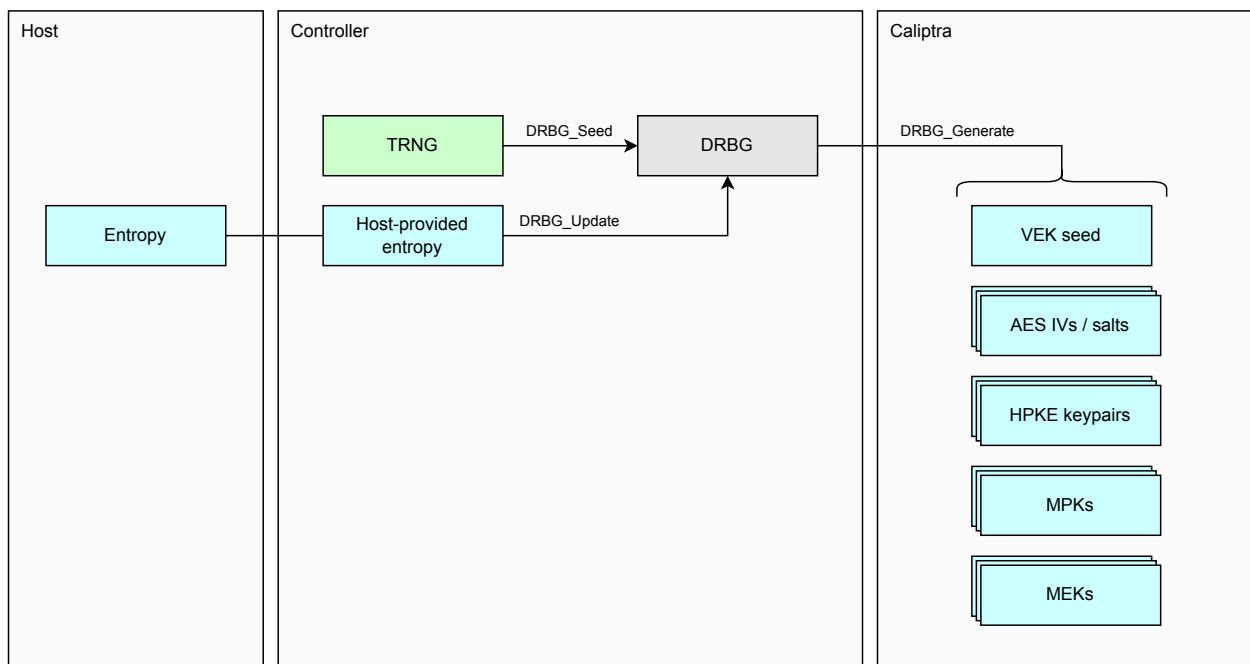 Host
Controller
Caliptra
TRNG
DRBG_Seed
DRBG
DRBG_Generate
Entropy
Host-provided
entropy
DRBG_Update
VEK seed
AES IVs / salts
HPKE keypairs
MPKs
MEKs